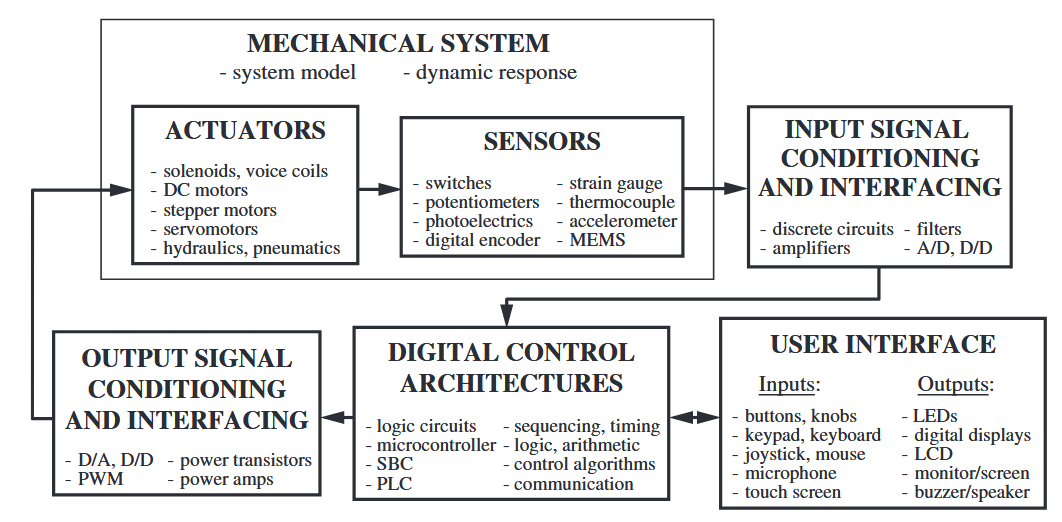 MECHANICAL SYSTEM
- system model - dynamic response
ACTUATORS
- solenoids, voice coils
- DC motors
- stepper motors
- servomotors
- hydraulics, pneumatics
SENSORS
- switches - strain gauge
- potentiometers - thermocouple
- photoelectrics - accelerometer
- digital encoder - MEMS
INPUT SIGNAL
CONDITIONING
AND INTERFACING
- discrete circuits - filters
- amplifiers - A/D, D/D
OUTPUT SIGNAL
CONDITIONING
AND INTERFACING
- D/A, D/D - power transistors
- PWM - power amps
DIGITAL CONTROL
ARCHITECTURES
- logic circuits - sequencing, timing
- microcontroller - logic, arithmetic
- SBC - control algorithms
- PLC - communication
USER INTERFACE
Inputs: Outputs:
- buttons, knobs - LEDs
- keypad, keyboard - digital displays
- joystick, mouse - LCD
- microphone - monitor/screen
- touch screen - buzzer/speaker